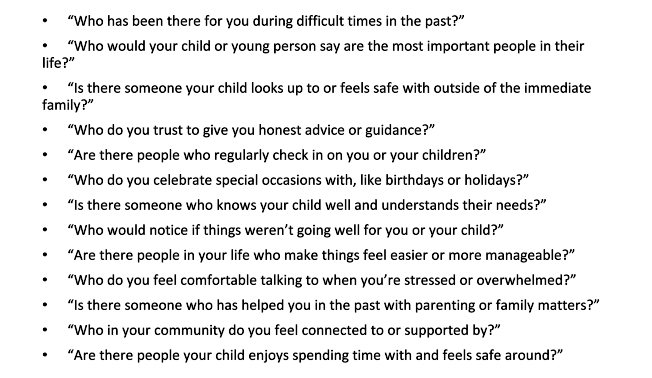 • “Who has been there for you during difficult times in the past?”
• “Who would your child or young person say are the most important people in their
life?”
• “Is there someone your child looks up to or feels safe with outside of the immediate
family?”
• “Who do you trust to give you honest advice or guidance?”
• “Are there people who regularly check in on you or your children?”
• “Who do you celebrate special occasions with, like birthdays or holidays?”
• “Is there someone who knows your child well and understands their needs?”
• “Who would notice if things weren’t going well for you or your child?”
• “Are there people in your life who make things feel easier or more manageable?”
• “Who do you feel comfortable talking to when you’re stressed or overwhelmed?”
• “Is there someone who has helped you in the past with parenting or family matters?”
• “Who in your community do you feel connected to or supported by?”
• “Are there people your child enjoys spending time with and feels safe around?”